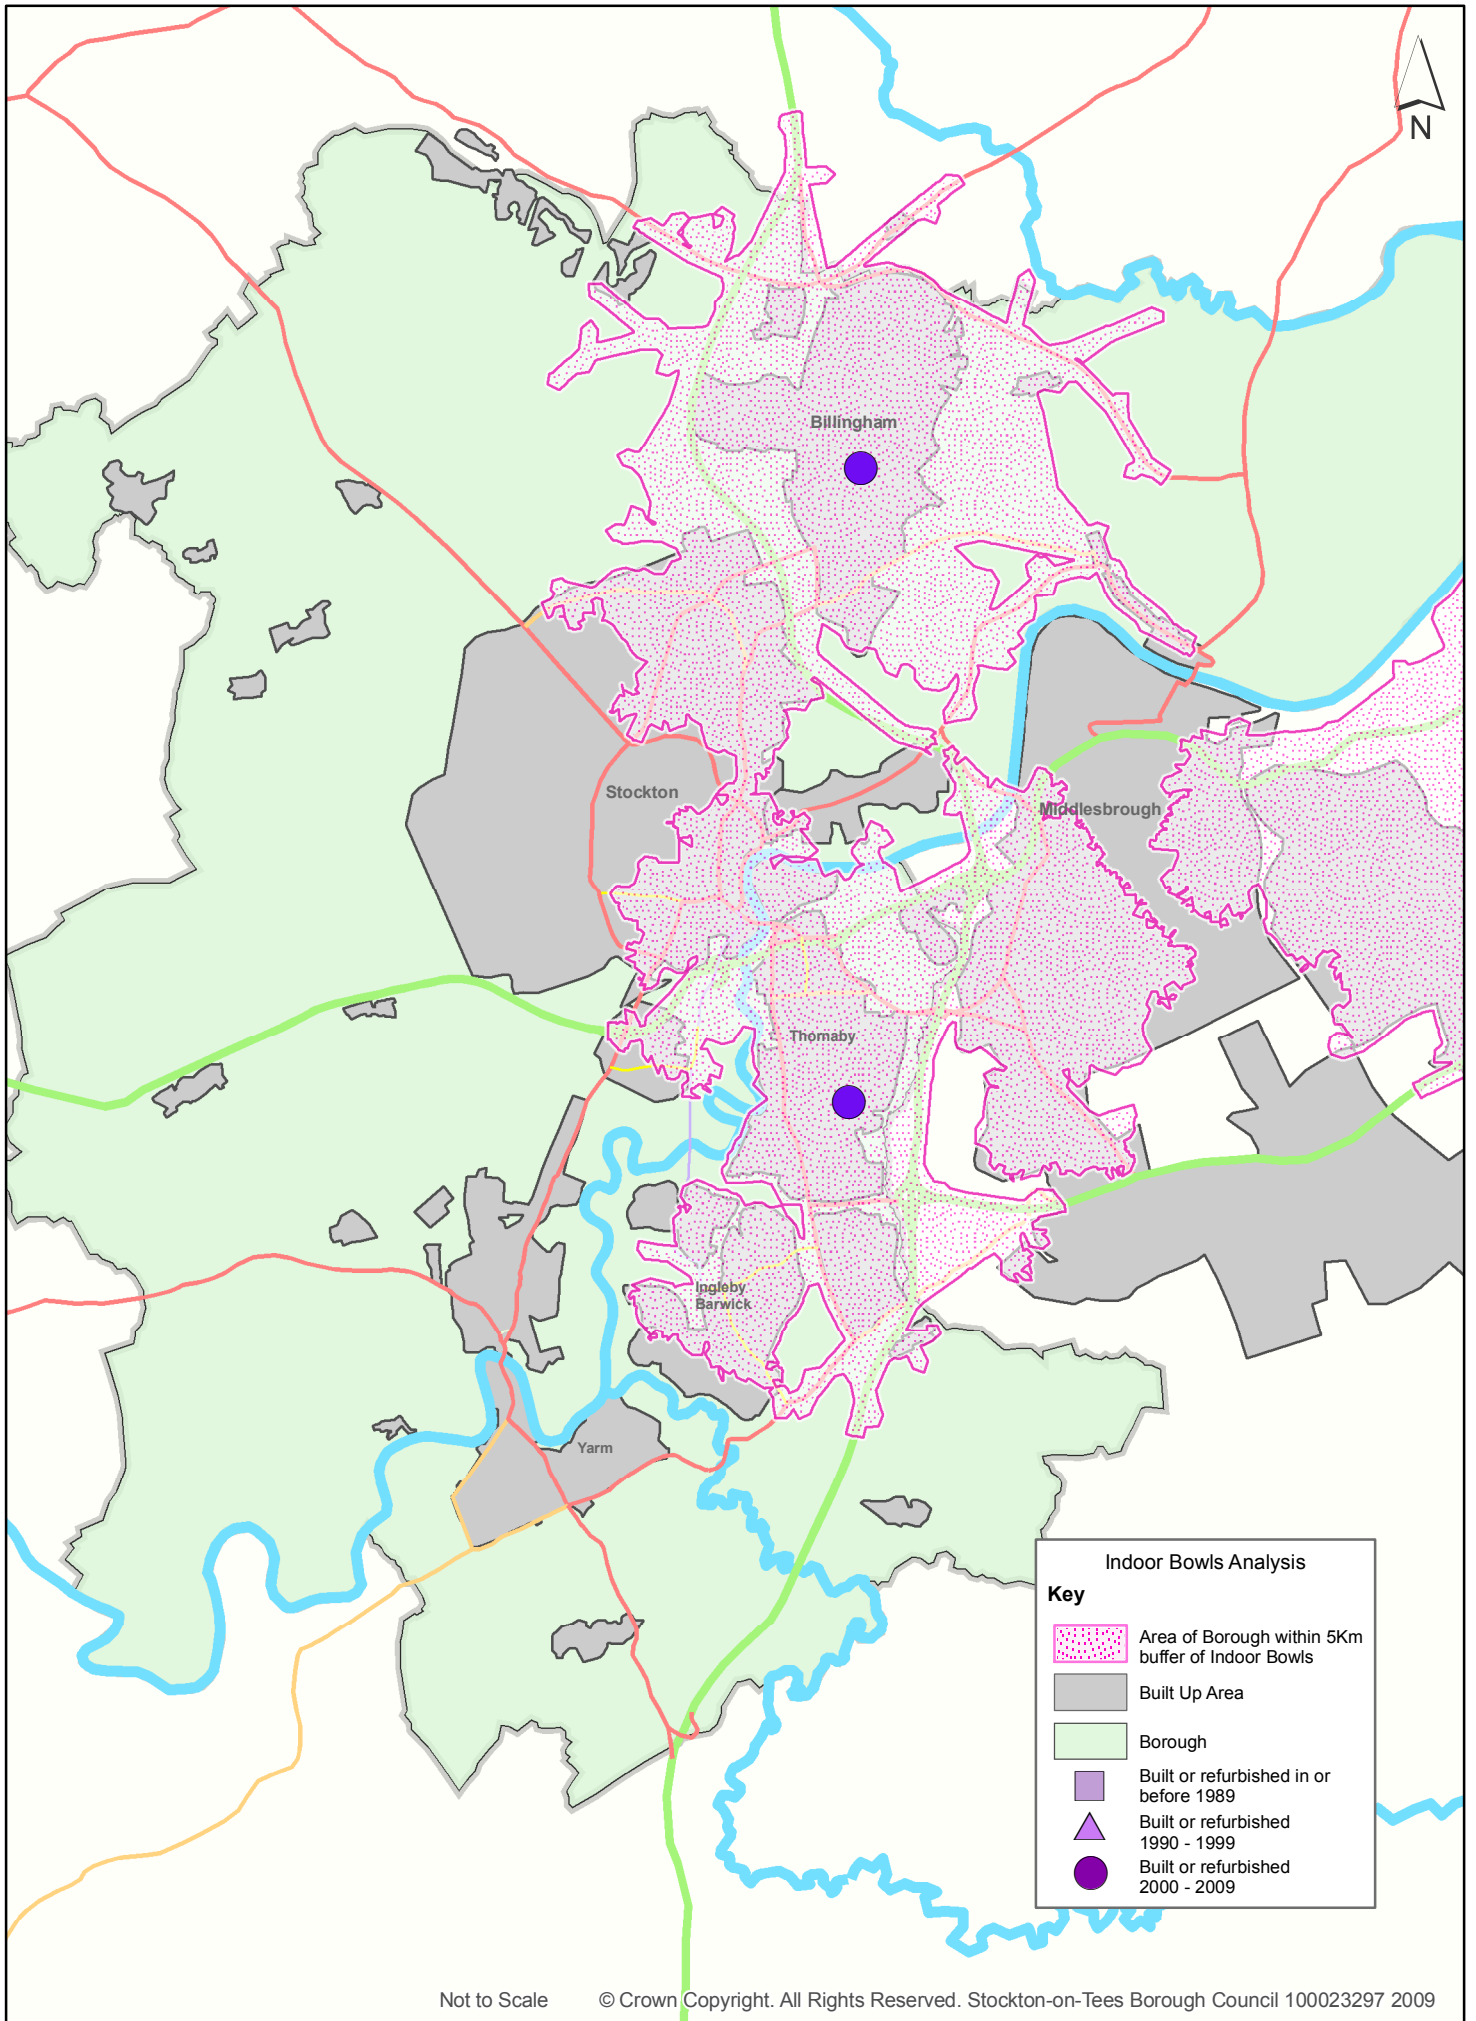 N
Billingham
Stockton
Middlesbrough
Thornaby
Ingleby
Barwick
Yarm
Indoor Bowls Analysis
Key
Area of Borough within 5Km
buffer of Indoor Bowls
Built Up Area
Borough
Built or refurbished in or
before 1989
Built or refurbished
1990 - 1999
Built or refurbished
2000 - 2009
Not to Scale © Crown Copyright. All Rights Reserved. Stockton-on-Tees Borough Council 100023297 2009